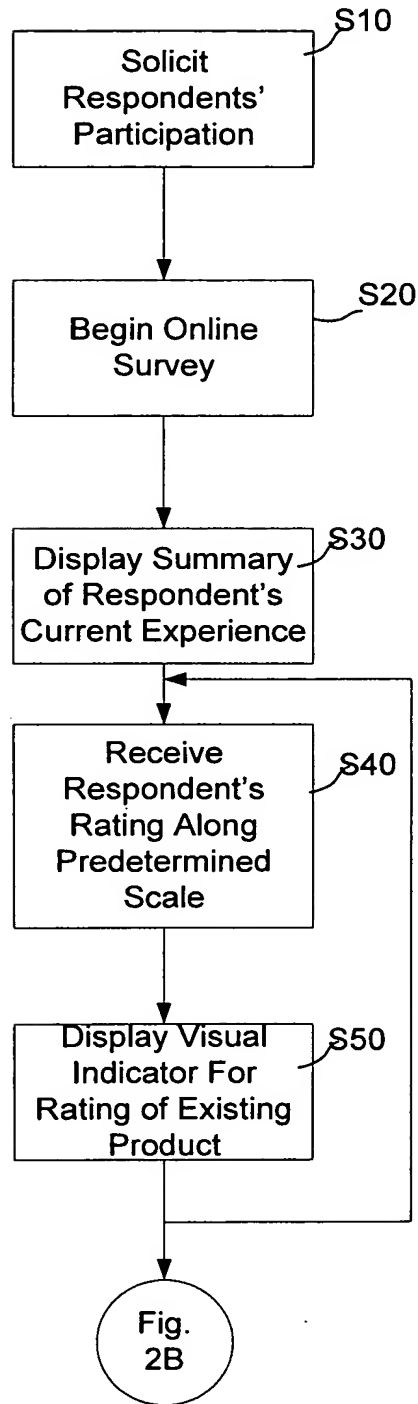 S10
Solicit
Respondents'
Participation
S20
Begin Online
Survey
S30
Display Summary
of Respondent's
Current Experience
S40
Receive
Respondent's
Rating Along
Predetermined
Scale
S50
Display Visual
Indicator For
Rating of Existing
Product
Fig.
2B